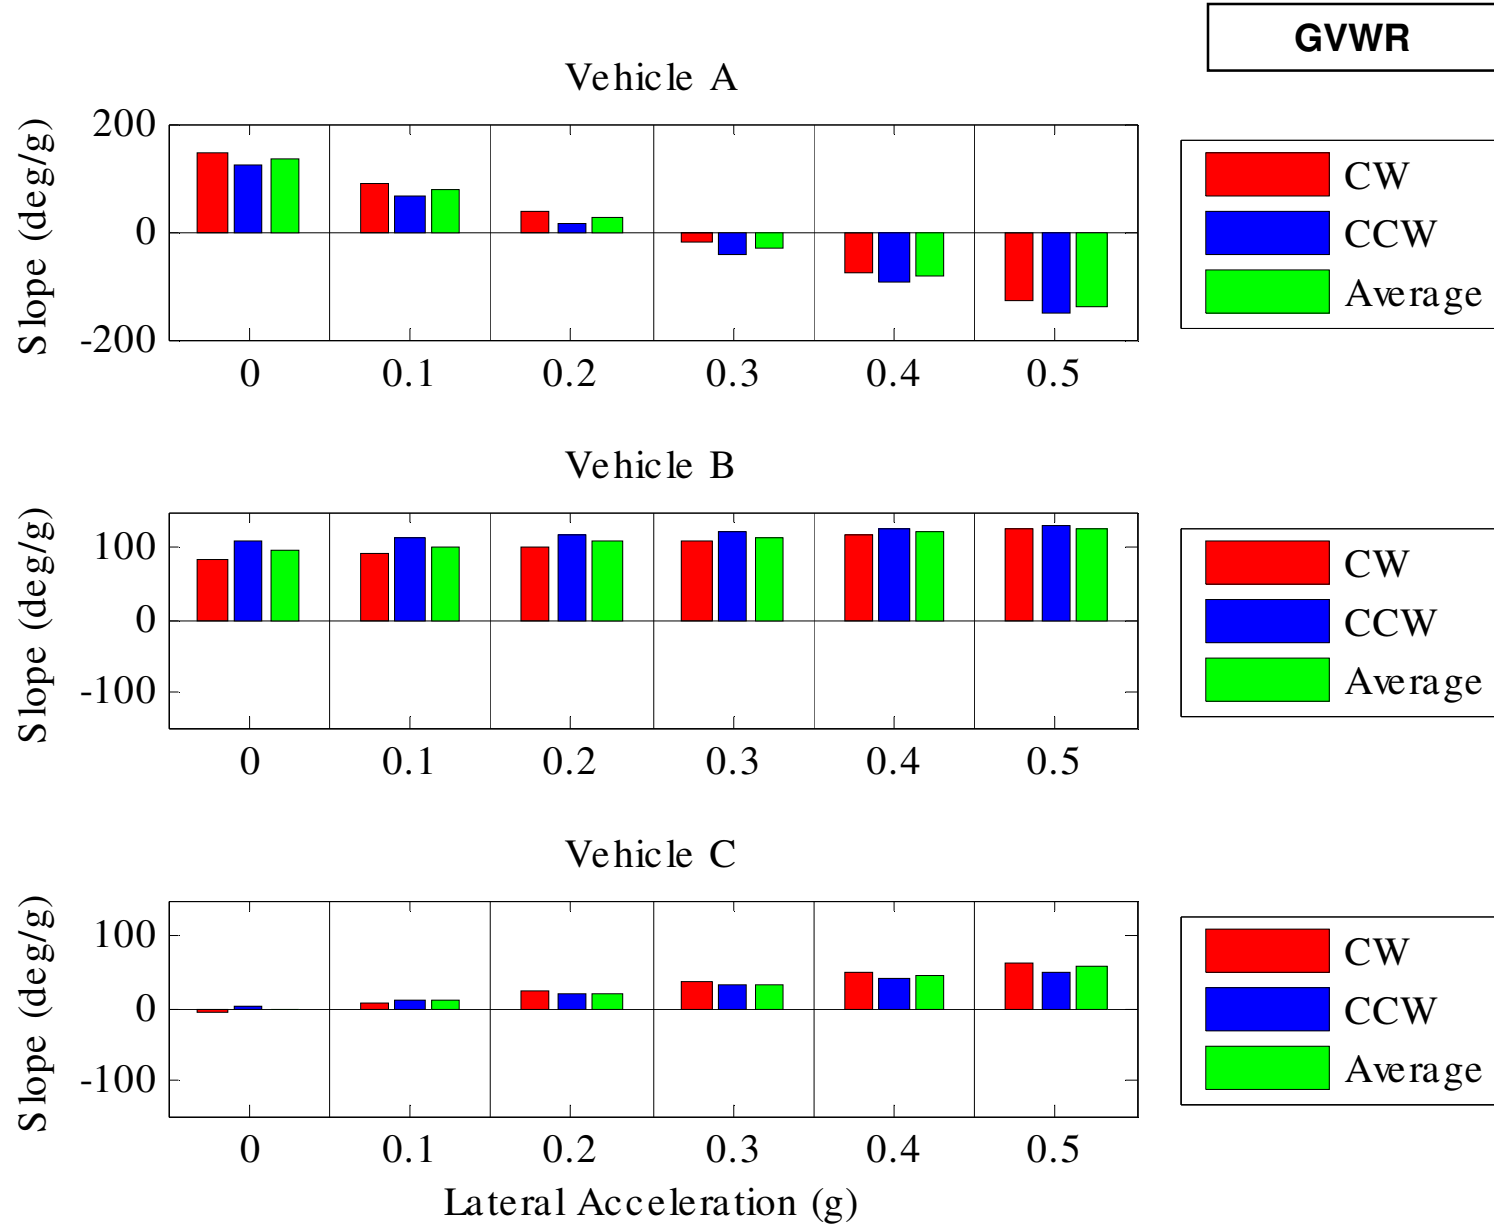 GVWR
Vehicle A
Slope (deg/g)
200
0
-200
0 0.1 0.2 0.3 0.4 0.5
CW
CCW
Average
Vehicle B
Slope (deg/g)
100
0
-100
0 0.1 0.2 0.3 0.4 0.5
CW
CCW
Average
Vehicle C
Slope (deg/g)
100
0
-100
0 0.1 0.2 0.3 0.4 0.5
Lateral Acceleration (g)
CW
CCW
Average